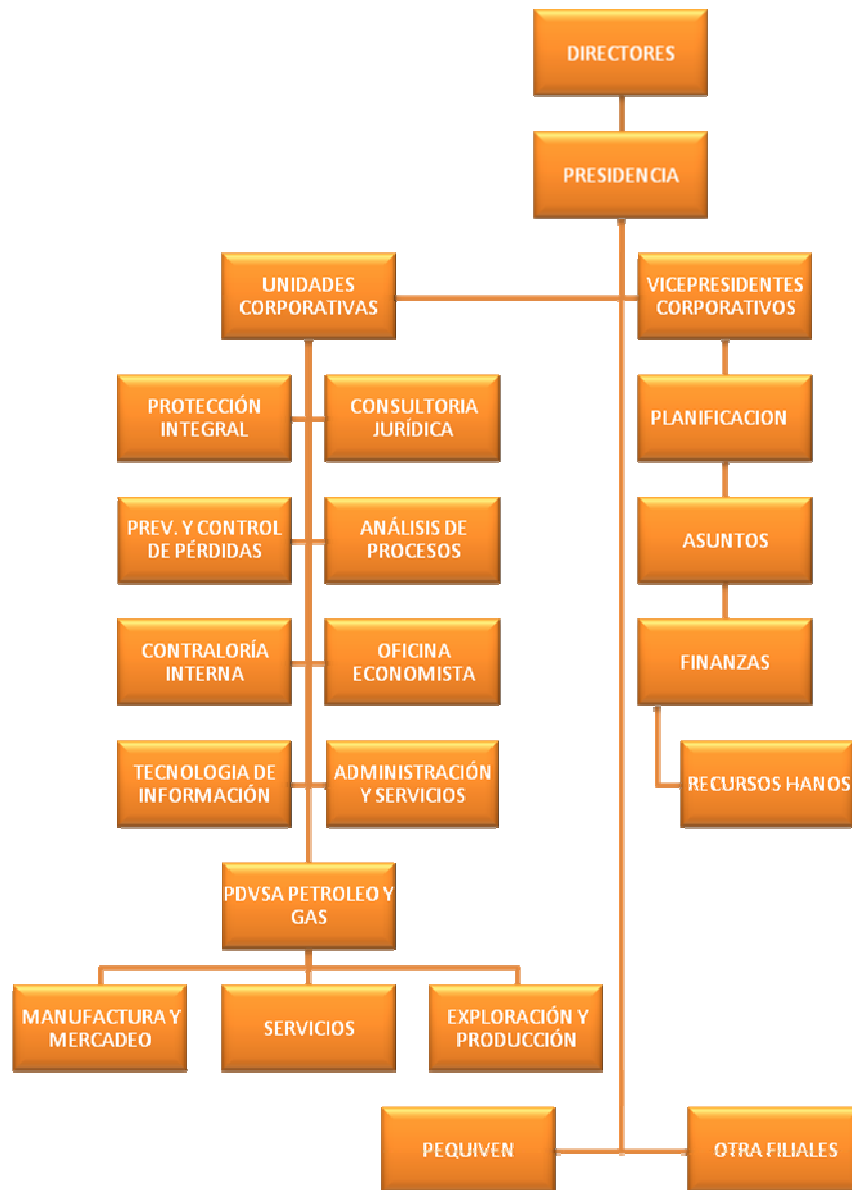 DIRECTORES
PRESIDENCIA
UNIDADES
CORPORATIVAS
VICEPRESIDENTES
CORPORATIVOS
PROTECCIÓN
INTEGRAL
CONSULTORIA
JURÍDICA
PLANIFICACION
PREV. Y CONTROL
DE PÉRDIDAS
ANÁLISIS DE
PROCESOS
ASUNTOS
CONTRALORÍA
INTERNA
OFICINA
ECONOMISTA
FINANZAS
TECNOLOGIA DE
INFORMACIÓN
ADMINISTRACIÓN
Y SERVICIOS
RECURSOS HANOS
PDVSA PETROLEO Y
GAS
MANUFACTURA Y
MERCADEO
SERVICIOS
EXPLORACIÓN Y
PRODUCCIÓN
PEQUIVEN
OTRA FILIALES